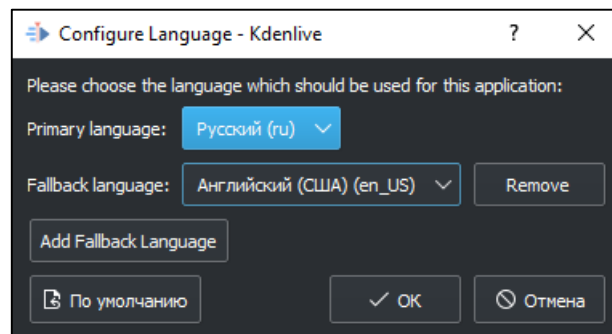 Configure Language - Kdenlive ?
Please choose the language which should be used for this application:
Primary language: Русский (ru)
Fallback language: Английский (США) (en_US) Remove
Add Fallback Language
По умолчанию OK Отмена